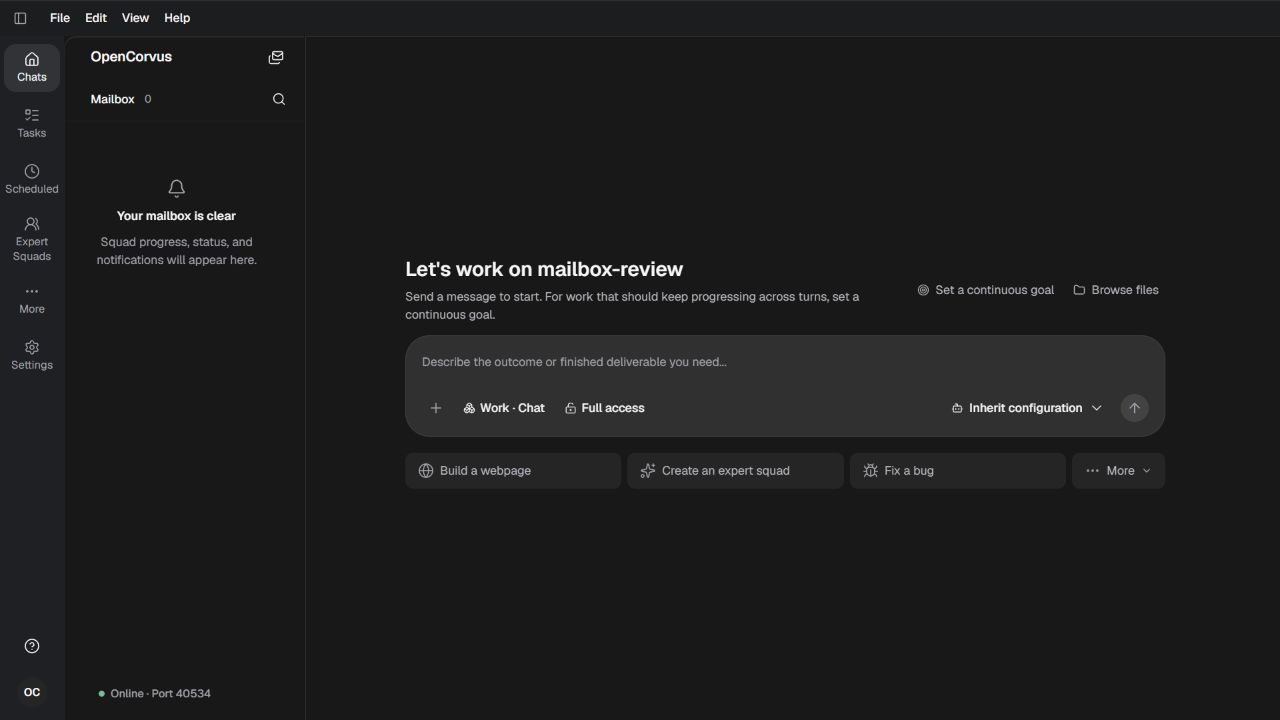 File Edit View Help
Chats
Tasks
Scheduled
Expert
Squads
More
Settings
OC
OpenCorvus
Mailbox 0
Your mailbox is clear
Squad progress, status, and
notifications will appear here.
Online · Port 40534
Let's work on mailbox-review
Send a message to start. For work that should keep progressing across turns, set a
continuous goal.
Set a continuous goal Browse files
Describe the outcome or finished deliverable you need...
Work · Chat Full access Inherit configuration
Build a webpage Create an expert squad Fix a bug More